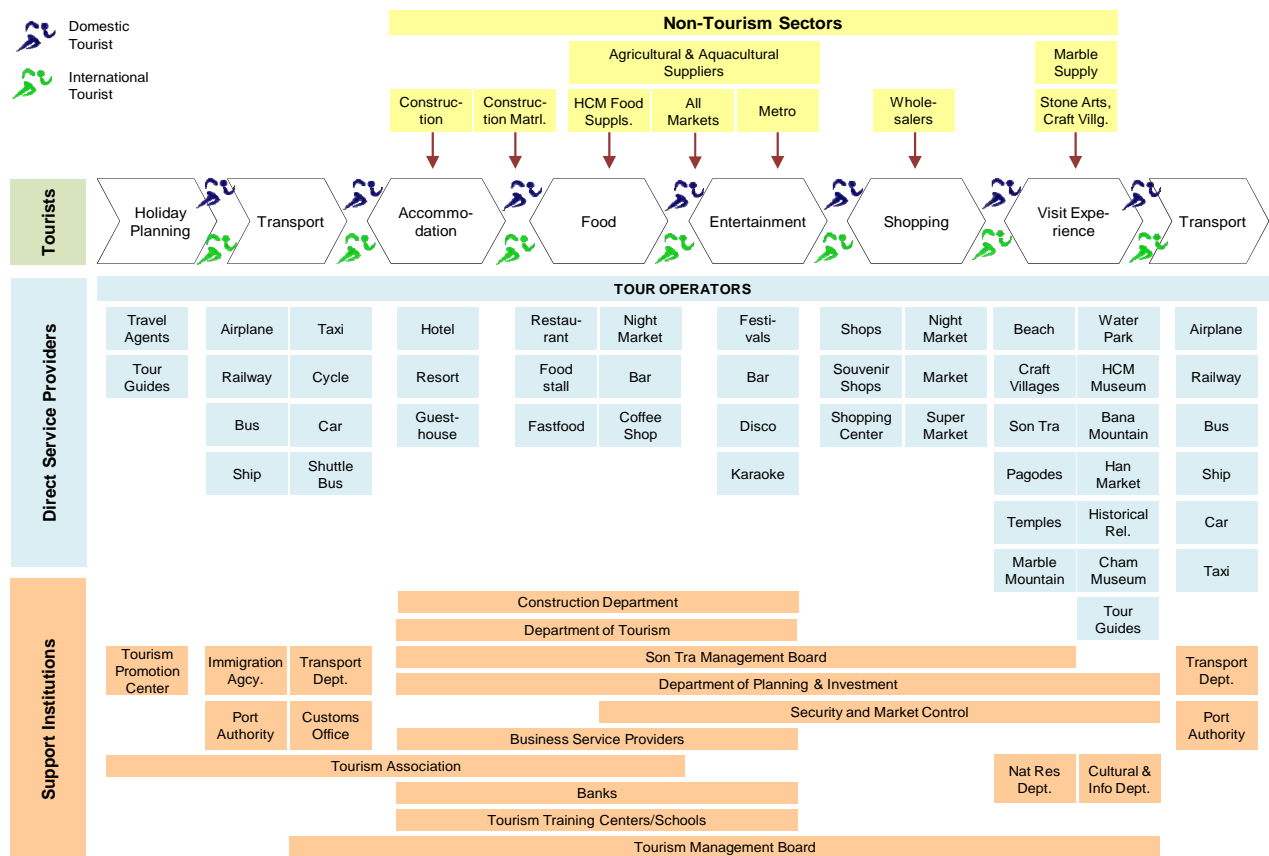 Domestic
Tourist
International
Tourist
Non-Tourism Sectors
Agricultural & Aquacultural
Suppliers
Marble
Supply
Construc-
tion
Construc-
tion Matrl.
HCM Food
Suppls.
All
Markets
Metro
Whole-
salers
Stone Arts,
Craft Villg.
Tourists
Holiday
Planning
Transport
Accommo-
dation
Food
Entertainment
Shopping
Visit Expe-
rience
Transport
Direct Service Providers
TOUR OPERATORS
Travel
Agents
Airplane
Taxi
Hotel
Restau-
rant
Night
Market
Festi-
vals
Shops
Night
Market
Beach
Water
Park
Airplane
Tour
Guides
Railway
Cycle
Resort
Food
stall
Bar
Bar
Souvenir
Shops
Market
Craft
Villages
HCM
Museum
Railway
Bus
Car
Guest-
house
Fastfood
Coffee
Shop
Disco
Shopping
Center
Super
Market
Son Tra
Bana
Mountain
Bus
Ship
Shuttle
Bus
Karaoke
Pagodes
Han
Market
Ship
Temples
Historical
Rel.
Car
Marble
Mountain
Cham
Museum
Taxi
Tour
Guides
Support Institutions
Construction Department
Department of Tourism
Tourism
Promotion
Center
Immigration
Agcy.
Transport
Dept.
Son Tra Management Board
Transport
Dept.
Department of Planning & Investment
Port
Authority
Customs
Office
Security and Market Control
Port
Authority
Business Service Providers
Tourism Association
Nat Res
Dept.
Cultural &
Info Dept.
Banks
Tourism Training Centers/Schools
Tourism Management Board